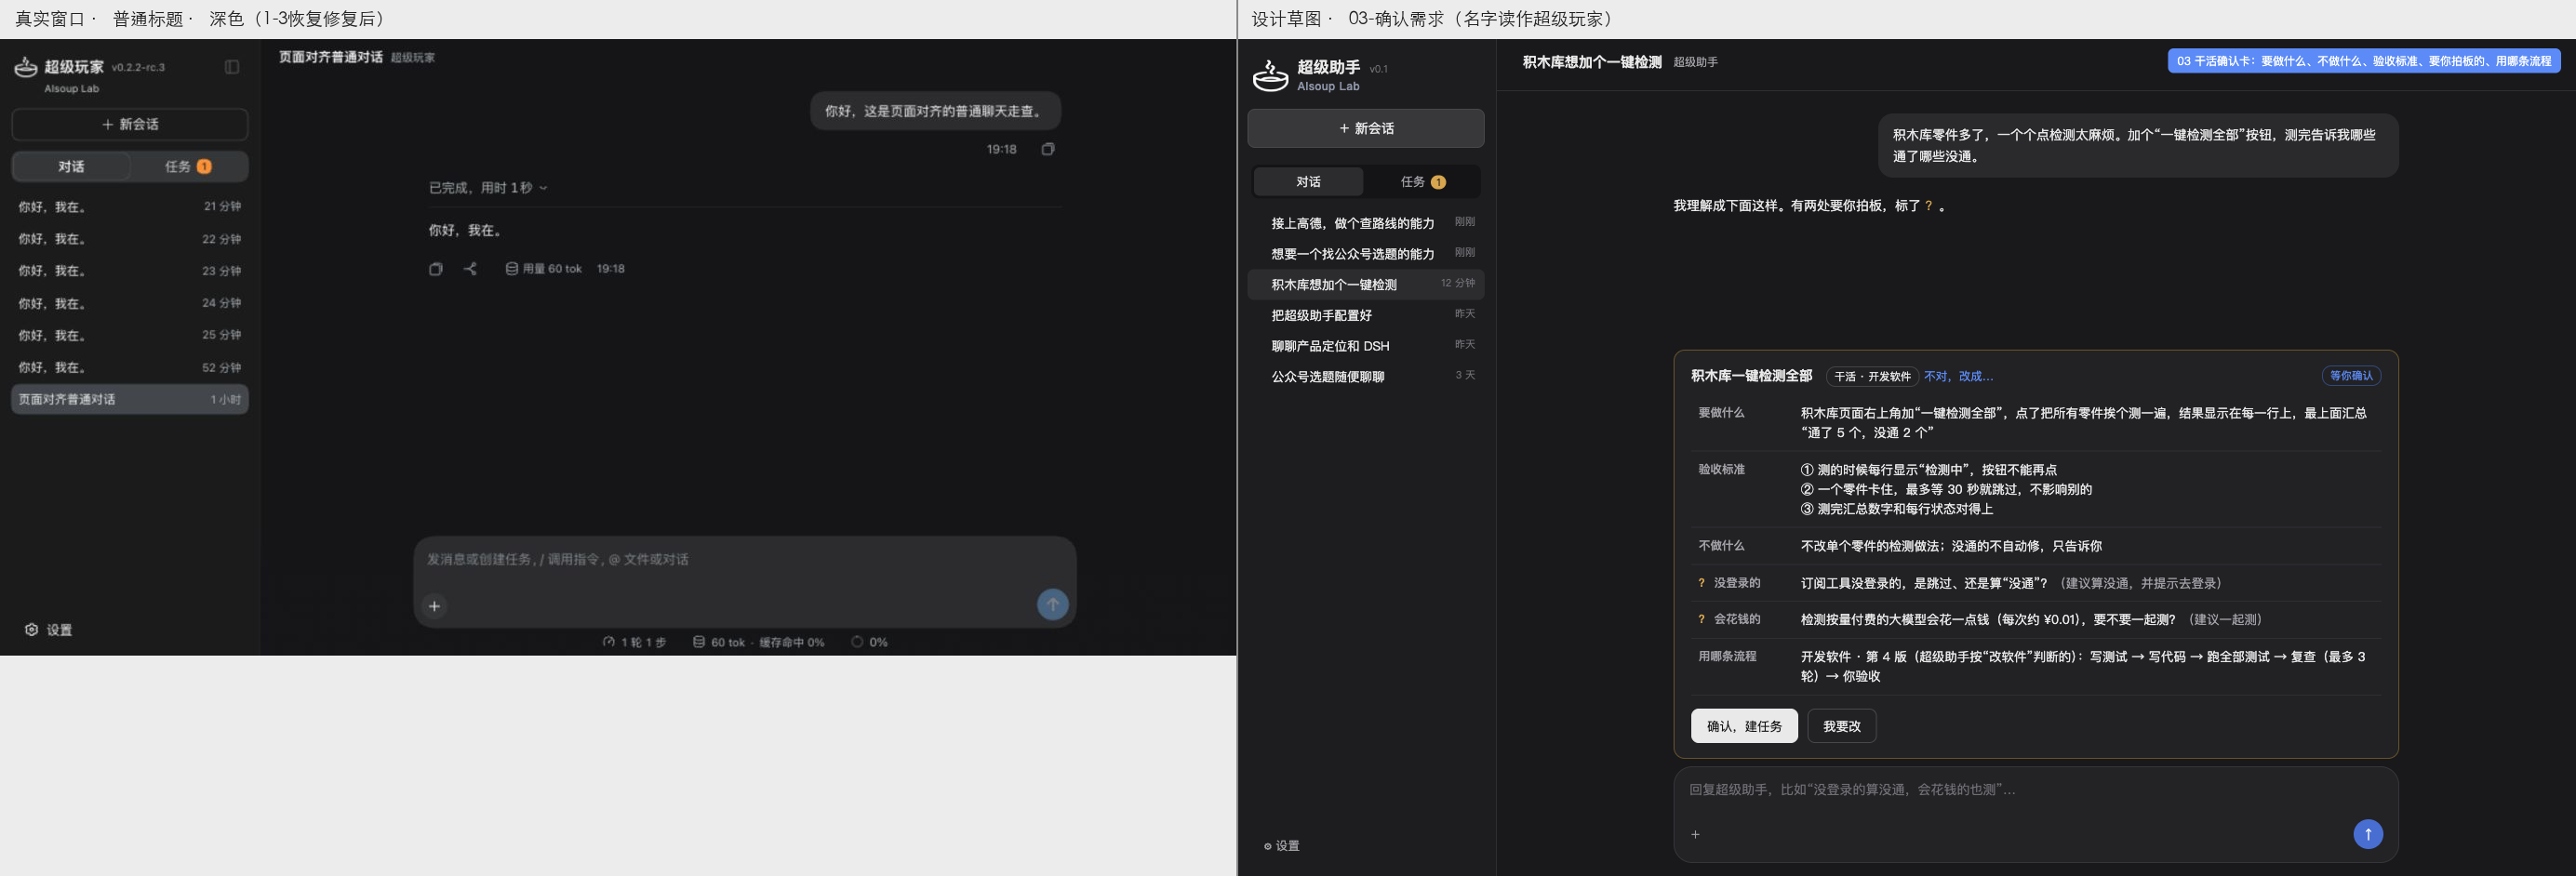 真实窗口 · 普通标题 · 深色（1-3恢复修复后）
超级玩家 v0.2.2-rc.3
AIsoup Lab
＋ 新会话
对话 任务 1
你好，我在。 21 分钟
你好，我在。 22 分钟
你好，我在。 23 分钟
你好，我在。 24 分钟
你好，我在。 25 分钟
你好，我在。 52 分钟
页面对齐普通对话 1 小时
设置
页面对齐普通对话 超级玩家
你好，这是页面对齐的普通聊天走查。
19:18
已完成，用时 1秒
你好，我在。
用量 60 tok 19:18
发消息或创建任务, / 调用指令, @ 文件或对话
+
1 轮 1 步 60 tok · 缓存命中 0% 0%
设计草图 · 03-确认需求（名字读作超级玩家）
超级助手 v0.1
AIsoup Lab
+ 新会话
对话 任务 1
接上高德，做个查路线的能力 刚刚
想要一个找公众号选题的能力 刚刚
积木库想加个一键检测 12 分钟
把超级助手配置好 昨天
聊聊产品定位和 DSH 昨天
公众号选题随便聊聊 3 天
设置
积木库想加个一键检测 超级助手
03 干活确认卡：要做什么、不做什么、验收标准、要你拍板的、用哪条流程
积木库零件多了，一个个点检测太麻烦。加个“一键检测全部”按钮，测完告诉我哪些
通了哪些没通。
我理解成下面这样。有两处要你拍板，标了 ? 。
积木库一键检测全部 干活 · 开发软件 不对，改成… 等你确认
要做什么 积木库页面右上角加“一键检测全部”，点了把所有零件挨个测一遍，结果显示在每一行上，最上面汇总
“通了 5 个，没通 2 个”
验收标准 ① 测的时候每行显示“检测中”，按钮不能再点
② 一个零件卡住，最多等 30 秒就跳过，不影响别的
③ 测完汇总数字和每行状态对得上
不做什么 不改单个零件的检测做法；没通的不自动修，只告诉你
? 没登录的 订阅工具没登录的，是跳过、还是算“没通”？（建议算没通，并提示去登录）
? 会花钱的 检测按量付费的大模型会花一点钱（每次约 ¥0.01），要不要一起测？（建议一起测）
用哪条流程 开发软件 · 第 4 版（超级助手按“改软件”判断的）：写测试 → 写代码 → 跑全部测试 → 复查（最多 3
轮）→ 你验收
确认，建任务 我要改
回复超级助手，比如“没登录的算没通，会花钱的也测”…
+
↑